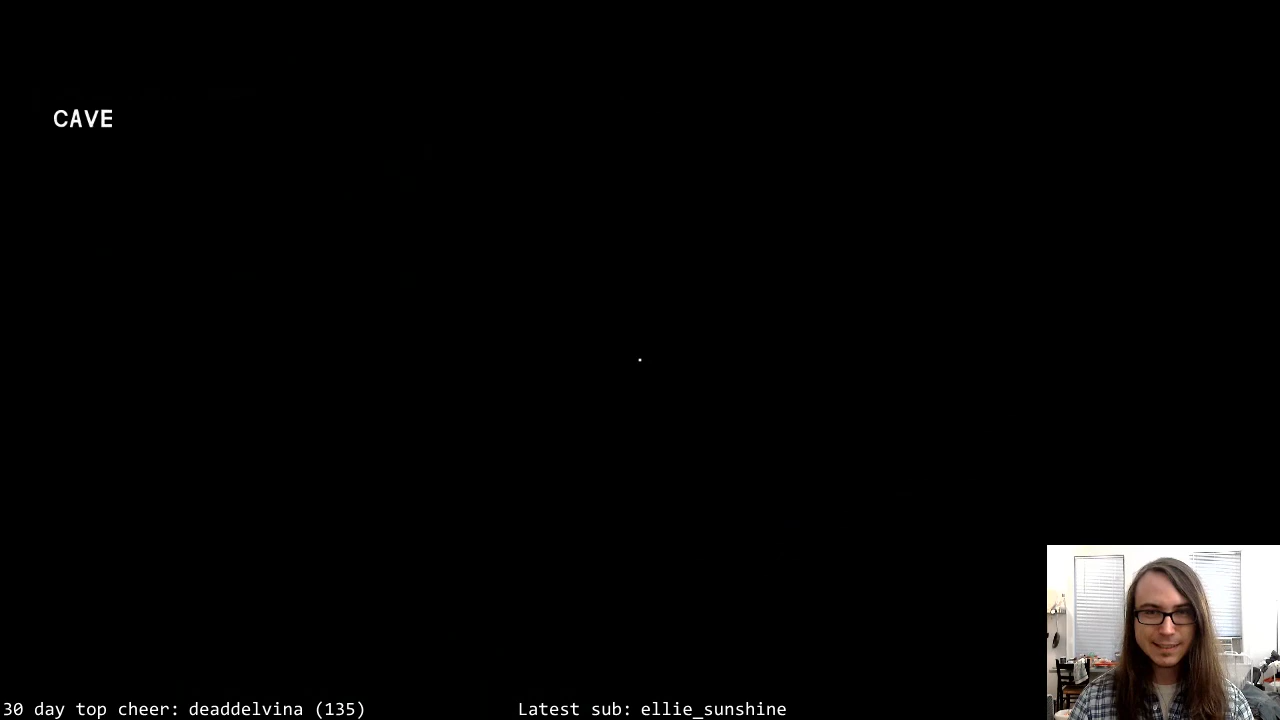 CAVE
30 day top cheer: deaddelvina (135)
Latest sub: ellie_sunshine